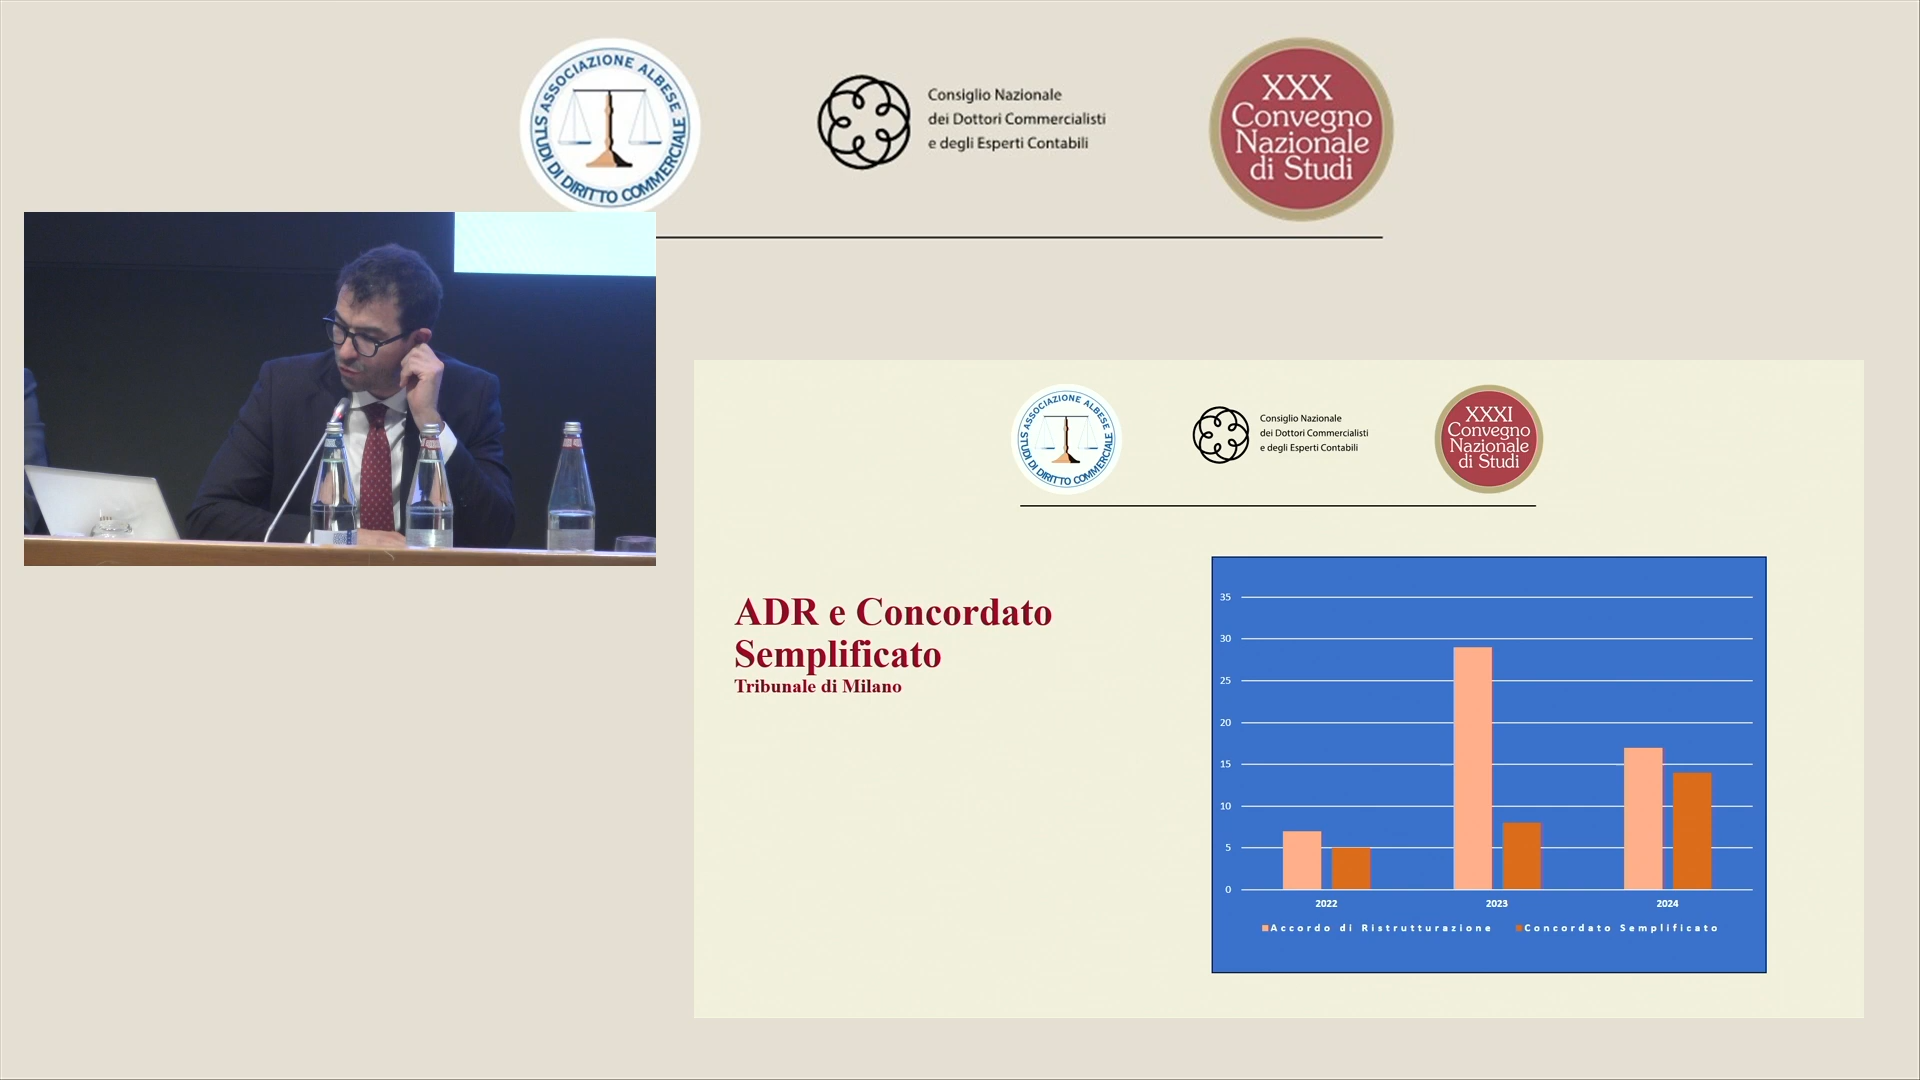 ASSOCIAZIONE ALBESE
STUDI DI DIRITTO COMMERCIALE
Consiglio Nazionale
dei Dottori Commercialisti
e degli Esperti Contabili
XXX
Convegno
Nazionale
di Studi
ASSOCIAZIONE ALBESE
STUDI DI DIRITTO COMMERCIALE
Consiglio Nazionale
dei Dottori Commercialisti
e degli Esperti Contabili
XXXI
Convegno
Nazionale
di Studi
ADR e Concordato
Semplificato
Tribunale di Milano
35
30
25
20
15
10
5
0
2022 2023 2024
Accordo di Ristrutturazione Concordato Semplificato